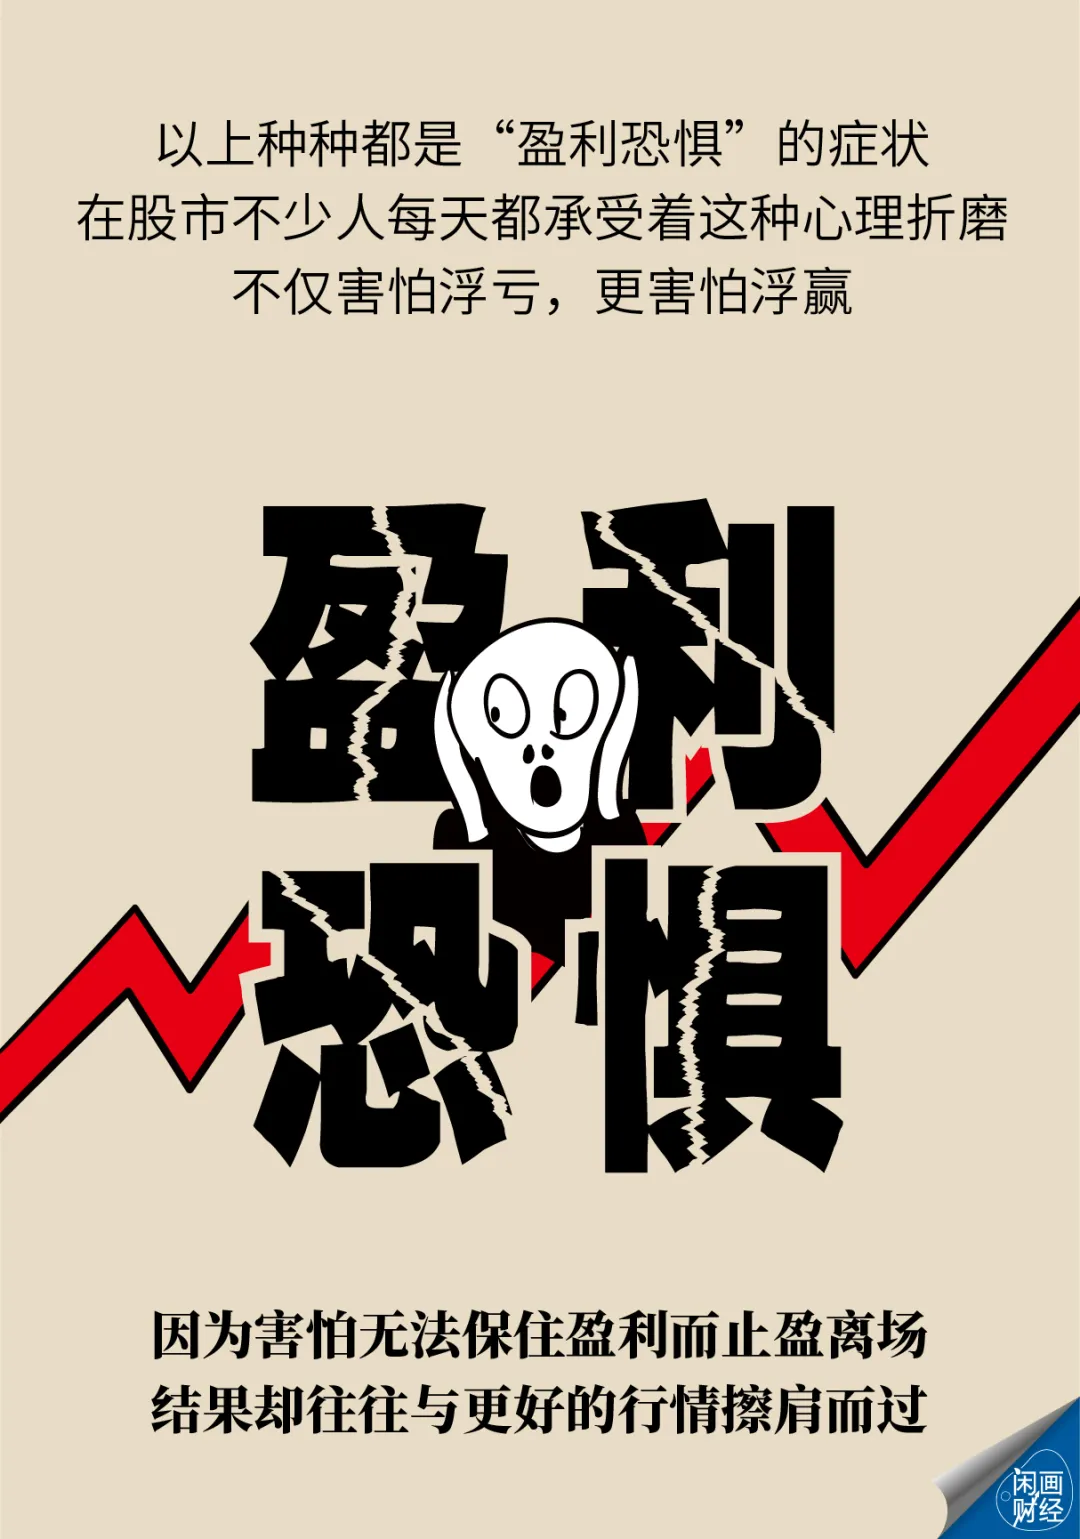 以上种种都是“盈利恐惧”的症状
在股市不少人每天都承受着这种心理折磨
不仅害怕浮亏，更害怕浮赢
盈利
恐惧
因为害怕无法保住盈利而止盈离场
结果却往往与更好的行情擦肩而过
闲画
财经